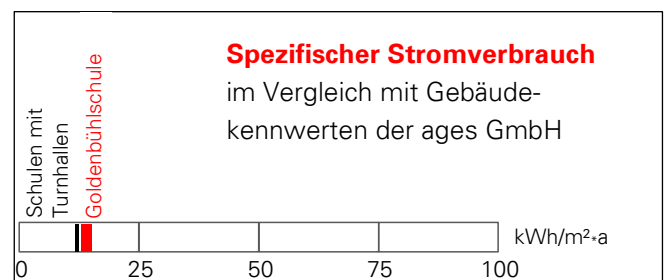 Spezifischer Stromverbrauch
im Vergleich mit Gebäude-
kennwerten der ages GmbH
Schulen mit
Turnhallen
Goldenbühlschule
kWh/m²*a
0 25 50 75 100